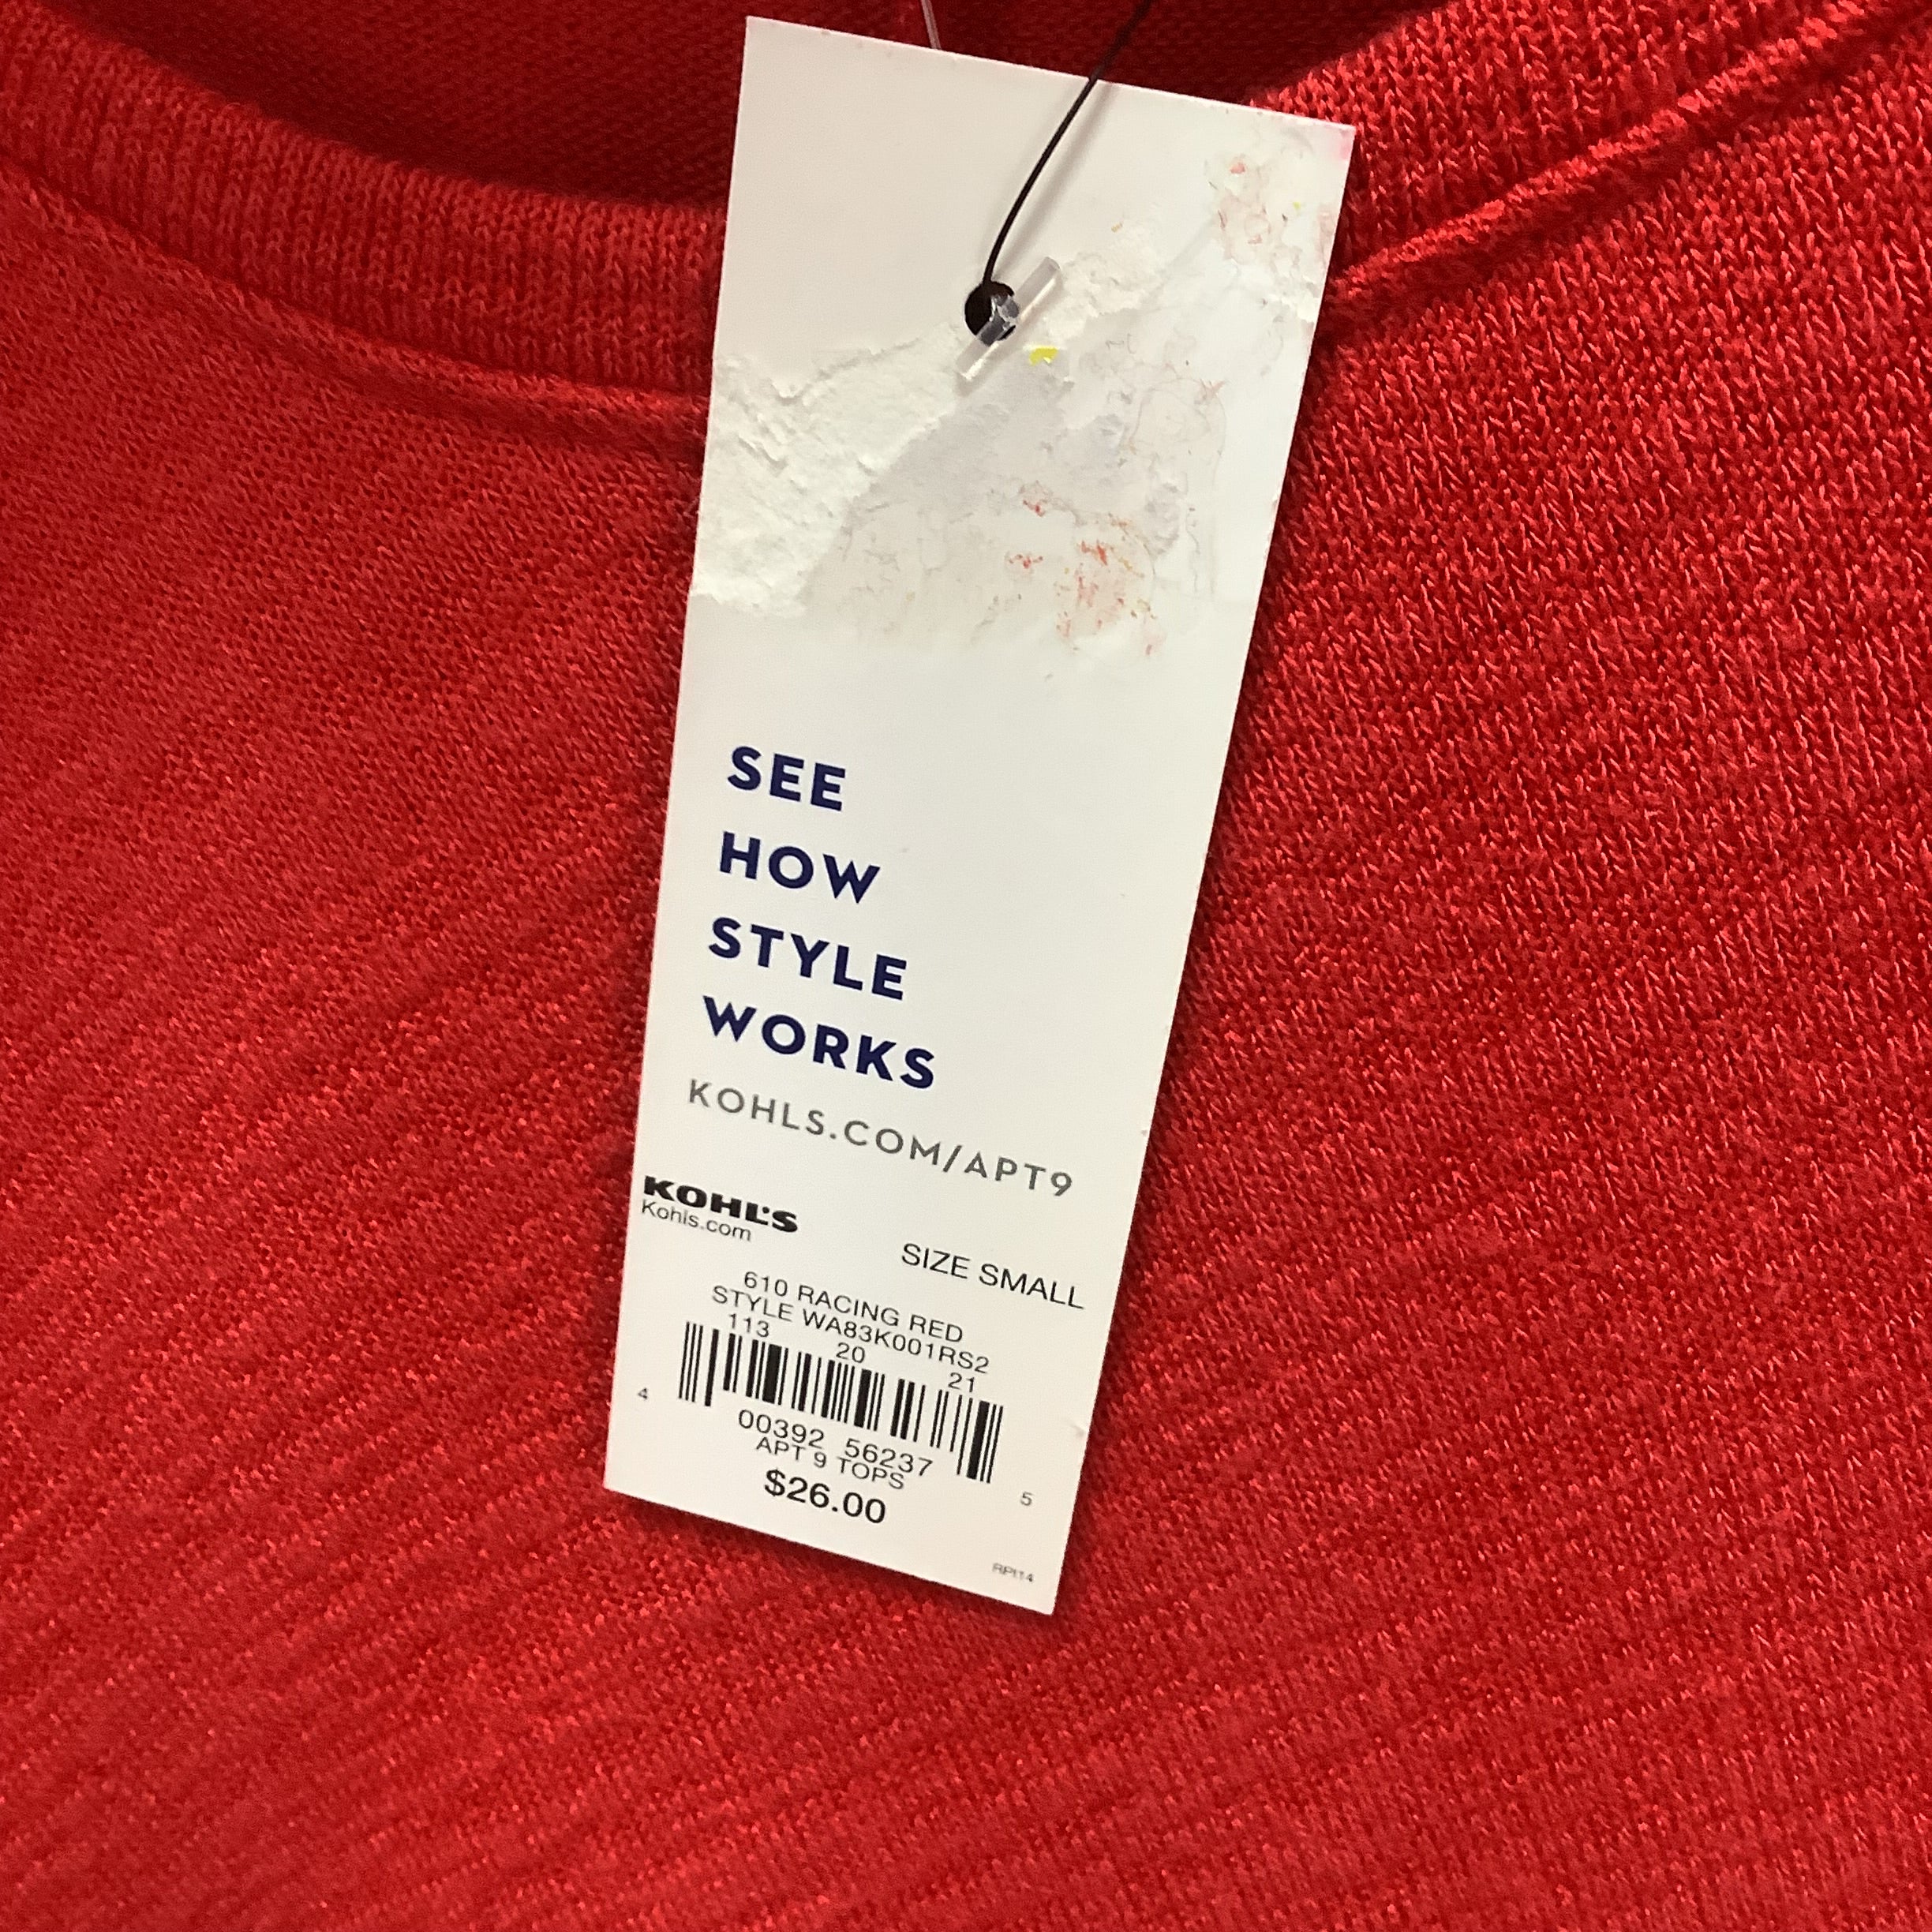 SEE
HOW
STYLE
WORKS
KOHLS.COM/APT9
KOHL'S
Kohls.com
SIZE SMALL
610 RACING RED
STYLE WA83K001RS2
113 20 21
4 00392 56237 5
APT 9 TOPS
$26.00
RPI14